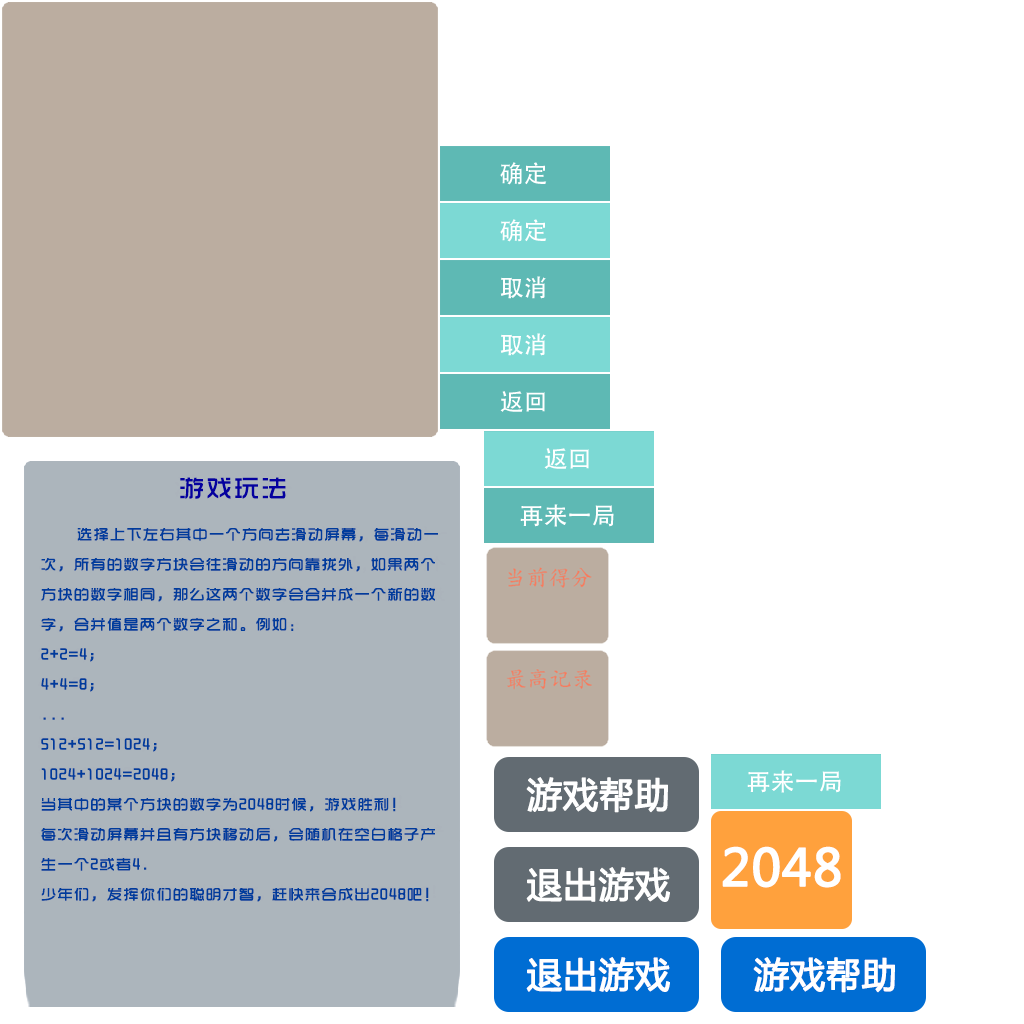 确定
确定
取消
取消
返回
返回
再来一局
游戏玩法
选择上下左右其中一个方向去滑动屏幕，每滑动一
次，所有的数字方块会往滑动的方向靠拢外，如果两个
方块的数字相同，那么这两个数字会合并成一个新的数
字，合并值是两个数字之和。例如：
2+2=4；
4+4=8；
...
512+512=1024；
1024+1024=2048；
当其中的某个方块的数字为2048时候，游戏胜利！
每次滑动屏幕并且有方块移动后，会随机在空白格子产
生一个2或者4.
少年们，发挥你们的聪明才智，赶快来合成出2048吧！
当前得分
最高记录
游戏帮助
再来一局
退出游戏
2048
退出游戏
游戏帮助